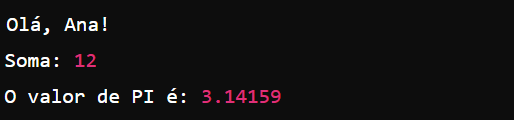 Olá, Ana!
Soma: 12
O valor de PI é: 3.14159